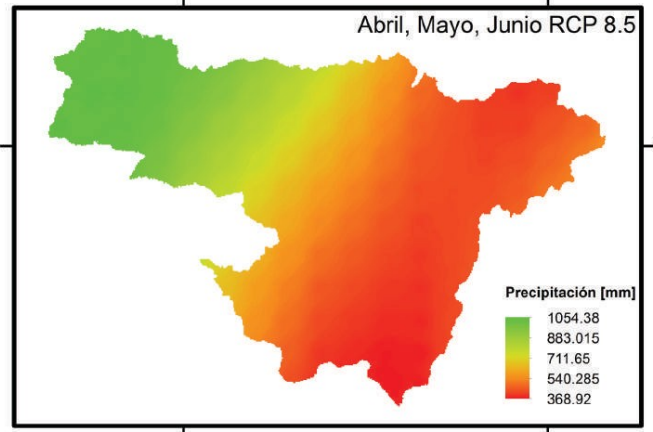 Abril, Mayo, Junio RCP 8.5
Precipitación [mm]
1054.38
883.015
711.65
540.285
368.92